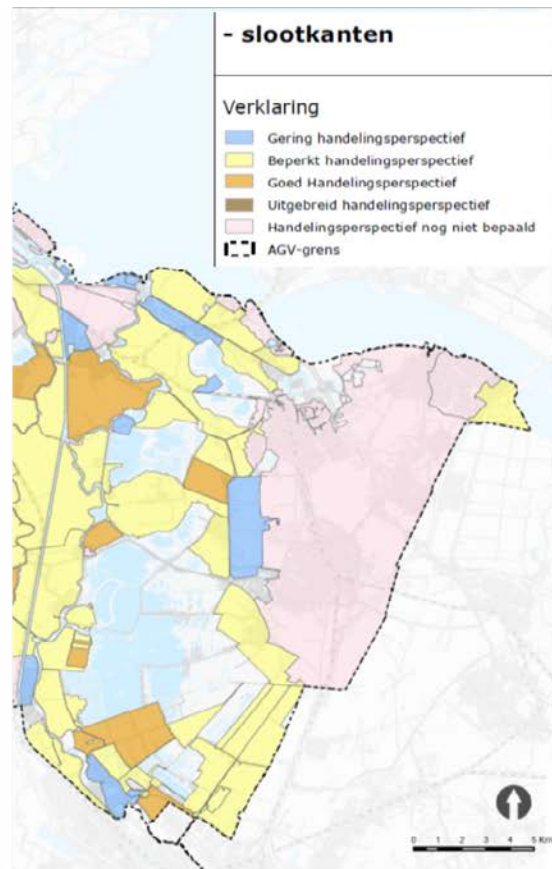 - slootkanten
Verklaring
Gering handelingsperspectief
Beperkt handelingsperspectief
Goed Handelingsperspectief
Uitgebreid handelingsperspectief
Handelingsperspectief nog niet bepaald
AGV-grens
0 1 2 3 4 5 Km